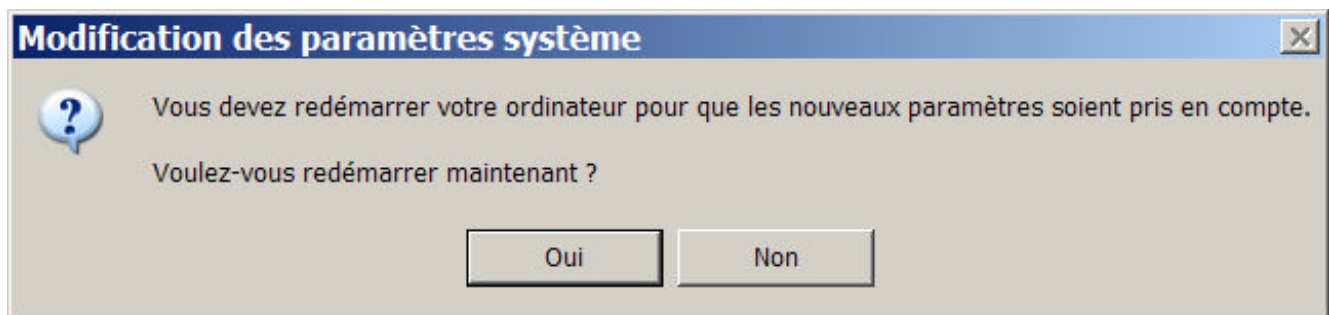 Modification des paramètres système
Vous devez redémarrer votre ordinateur pour que les nouveaux paramètres soient pris en compte.
Voulez-vous redémarrer maintenant ?
Oui
Non